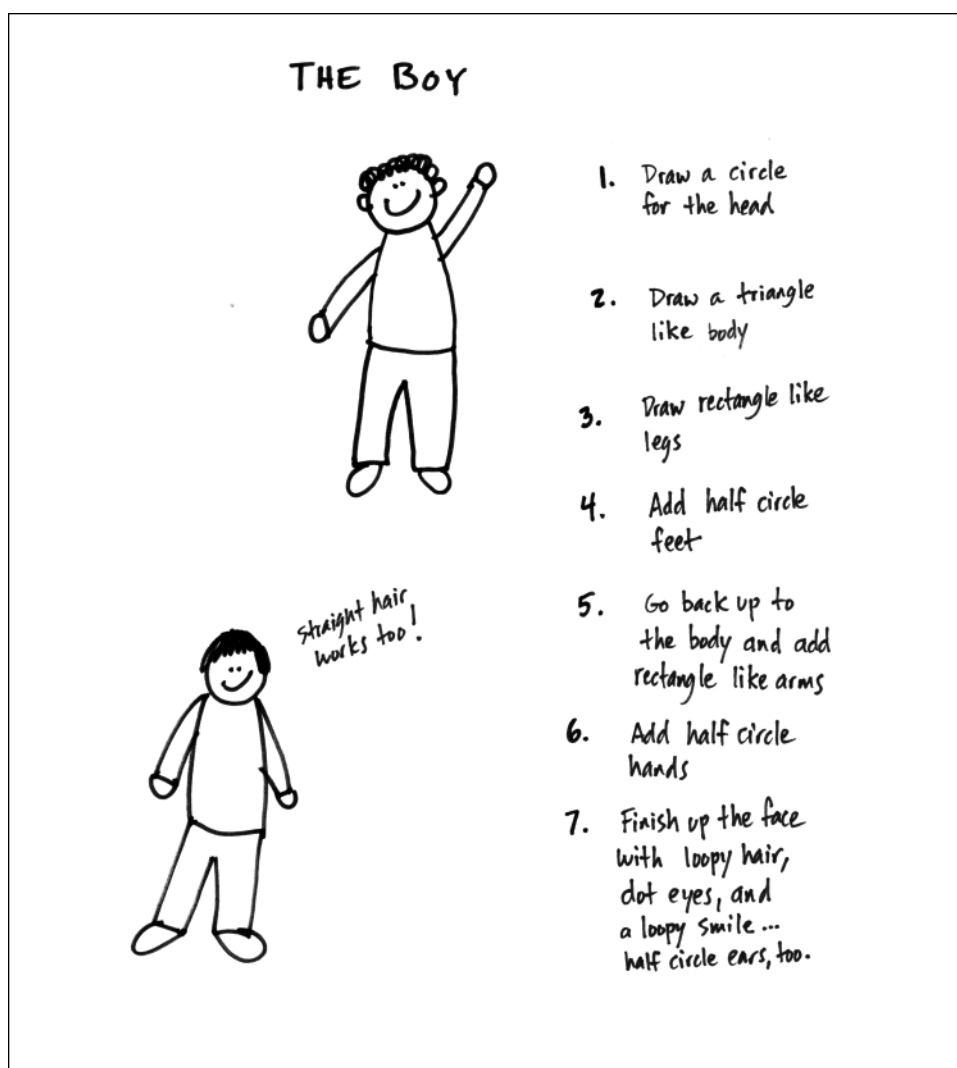 THE BOY
1. Draw a circle
for the head
2. Draw a triangle
like body
3. Draw rectangle like
legs
4. Add half circle
feet
5. Go back up to
the body and add
rectangle like arms
6. Add half circle
hands
7. Finish up the face
with loopy hair,
dot eyes, and
a loopy smile...
half circle ears, too.
straight hair
works too!